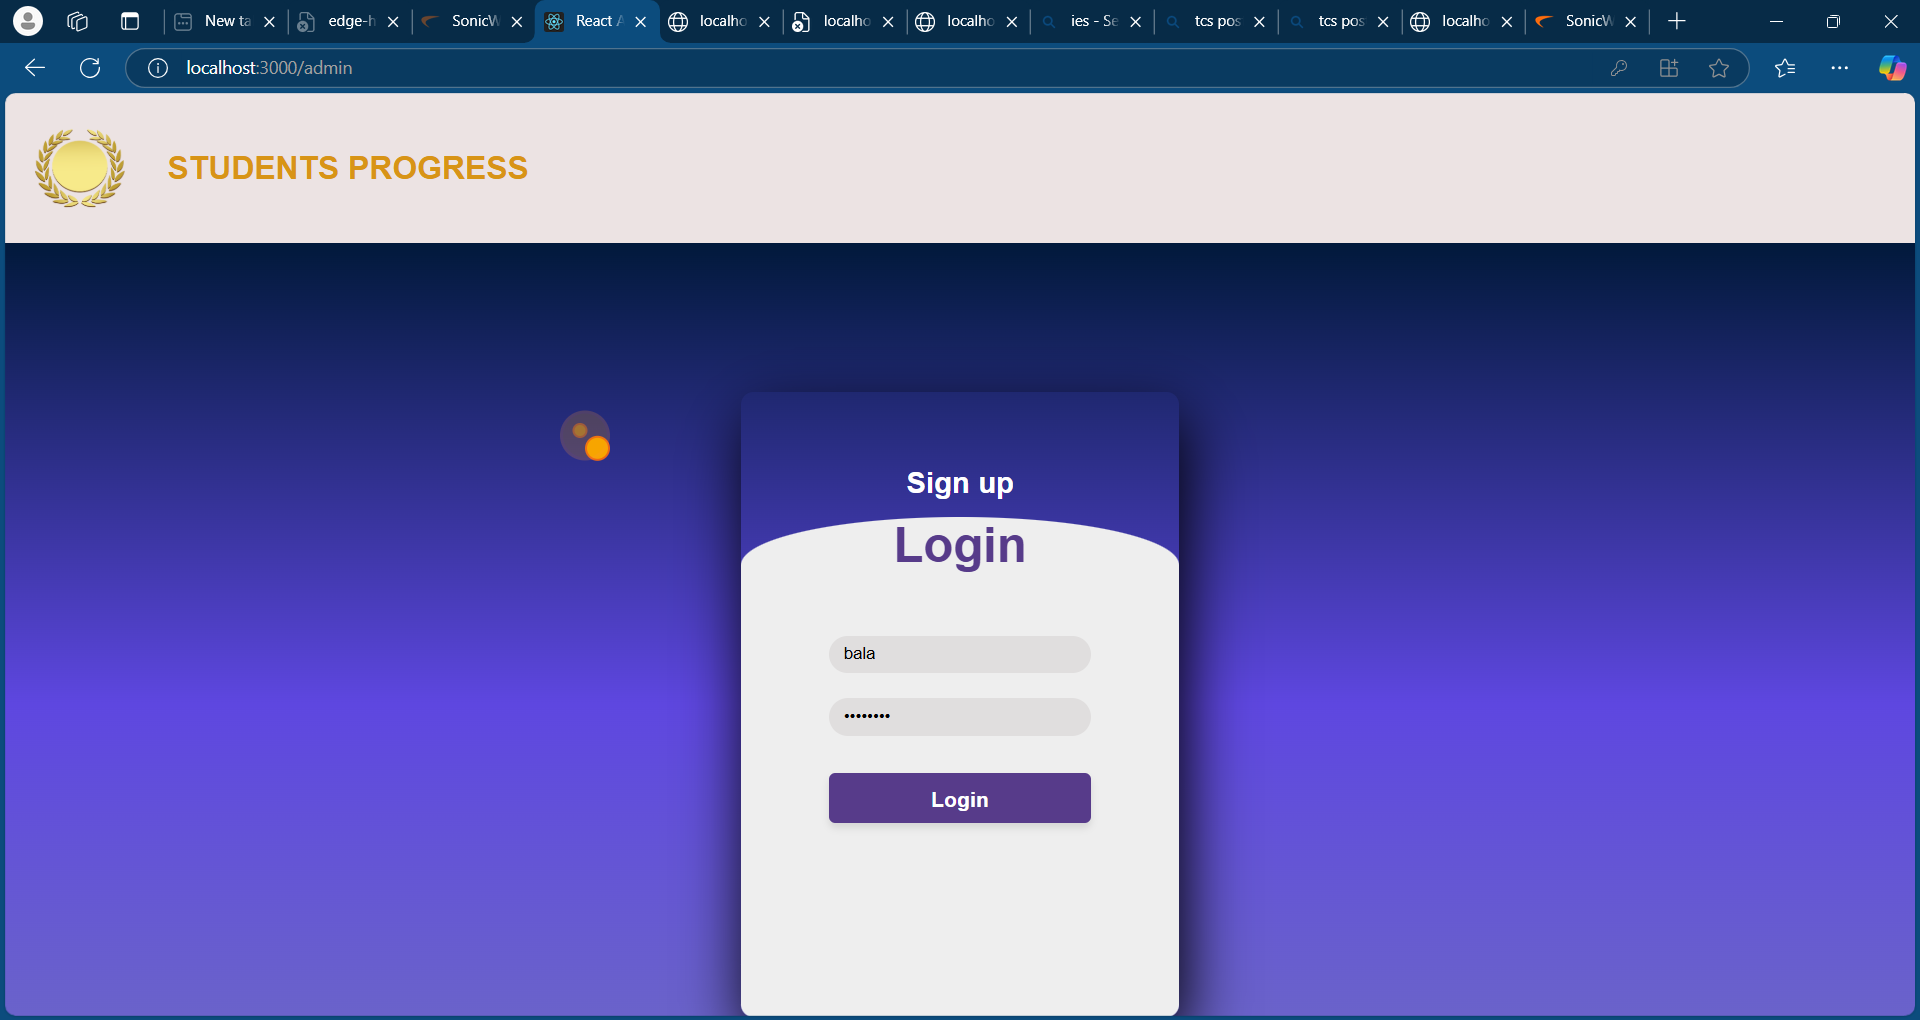 New ta
edge-h
SonicW
React A
localho
localho
localho
ies - Se
tcs pos
tcs pos
localho
SonicW
localhost:3000/admin
STUDENTS PROGRESS
Sign up
Login
bala
••••••••
Login